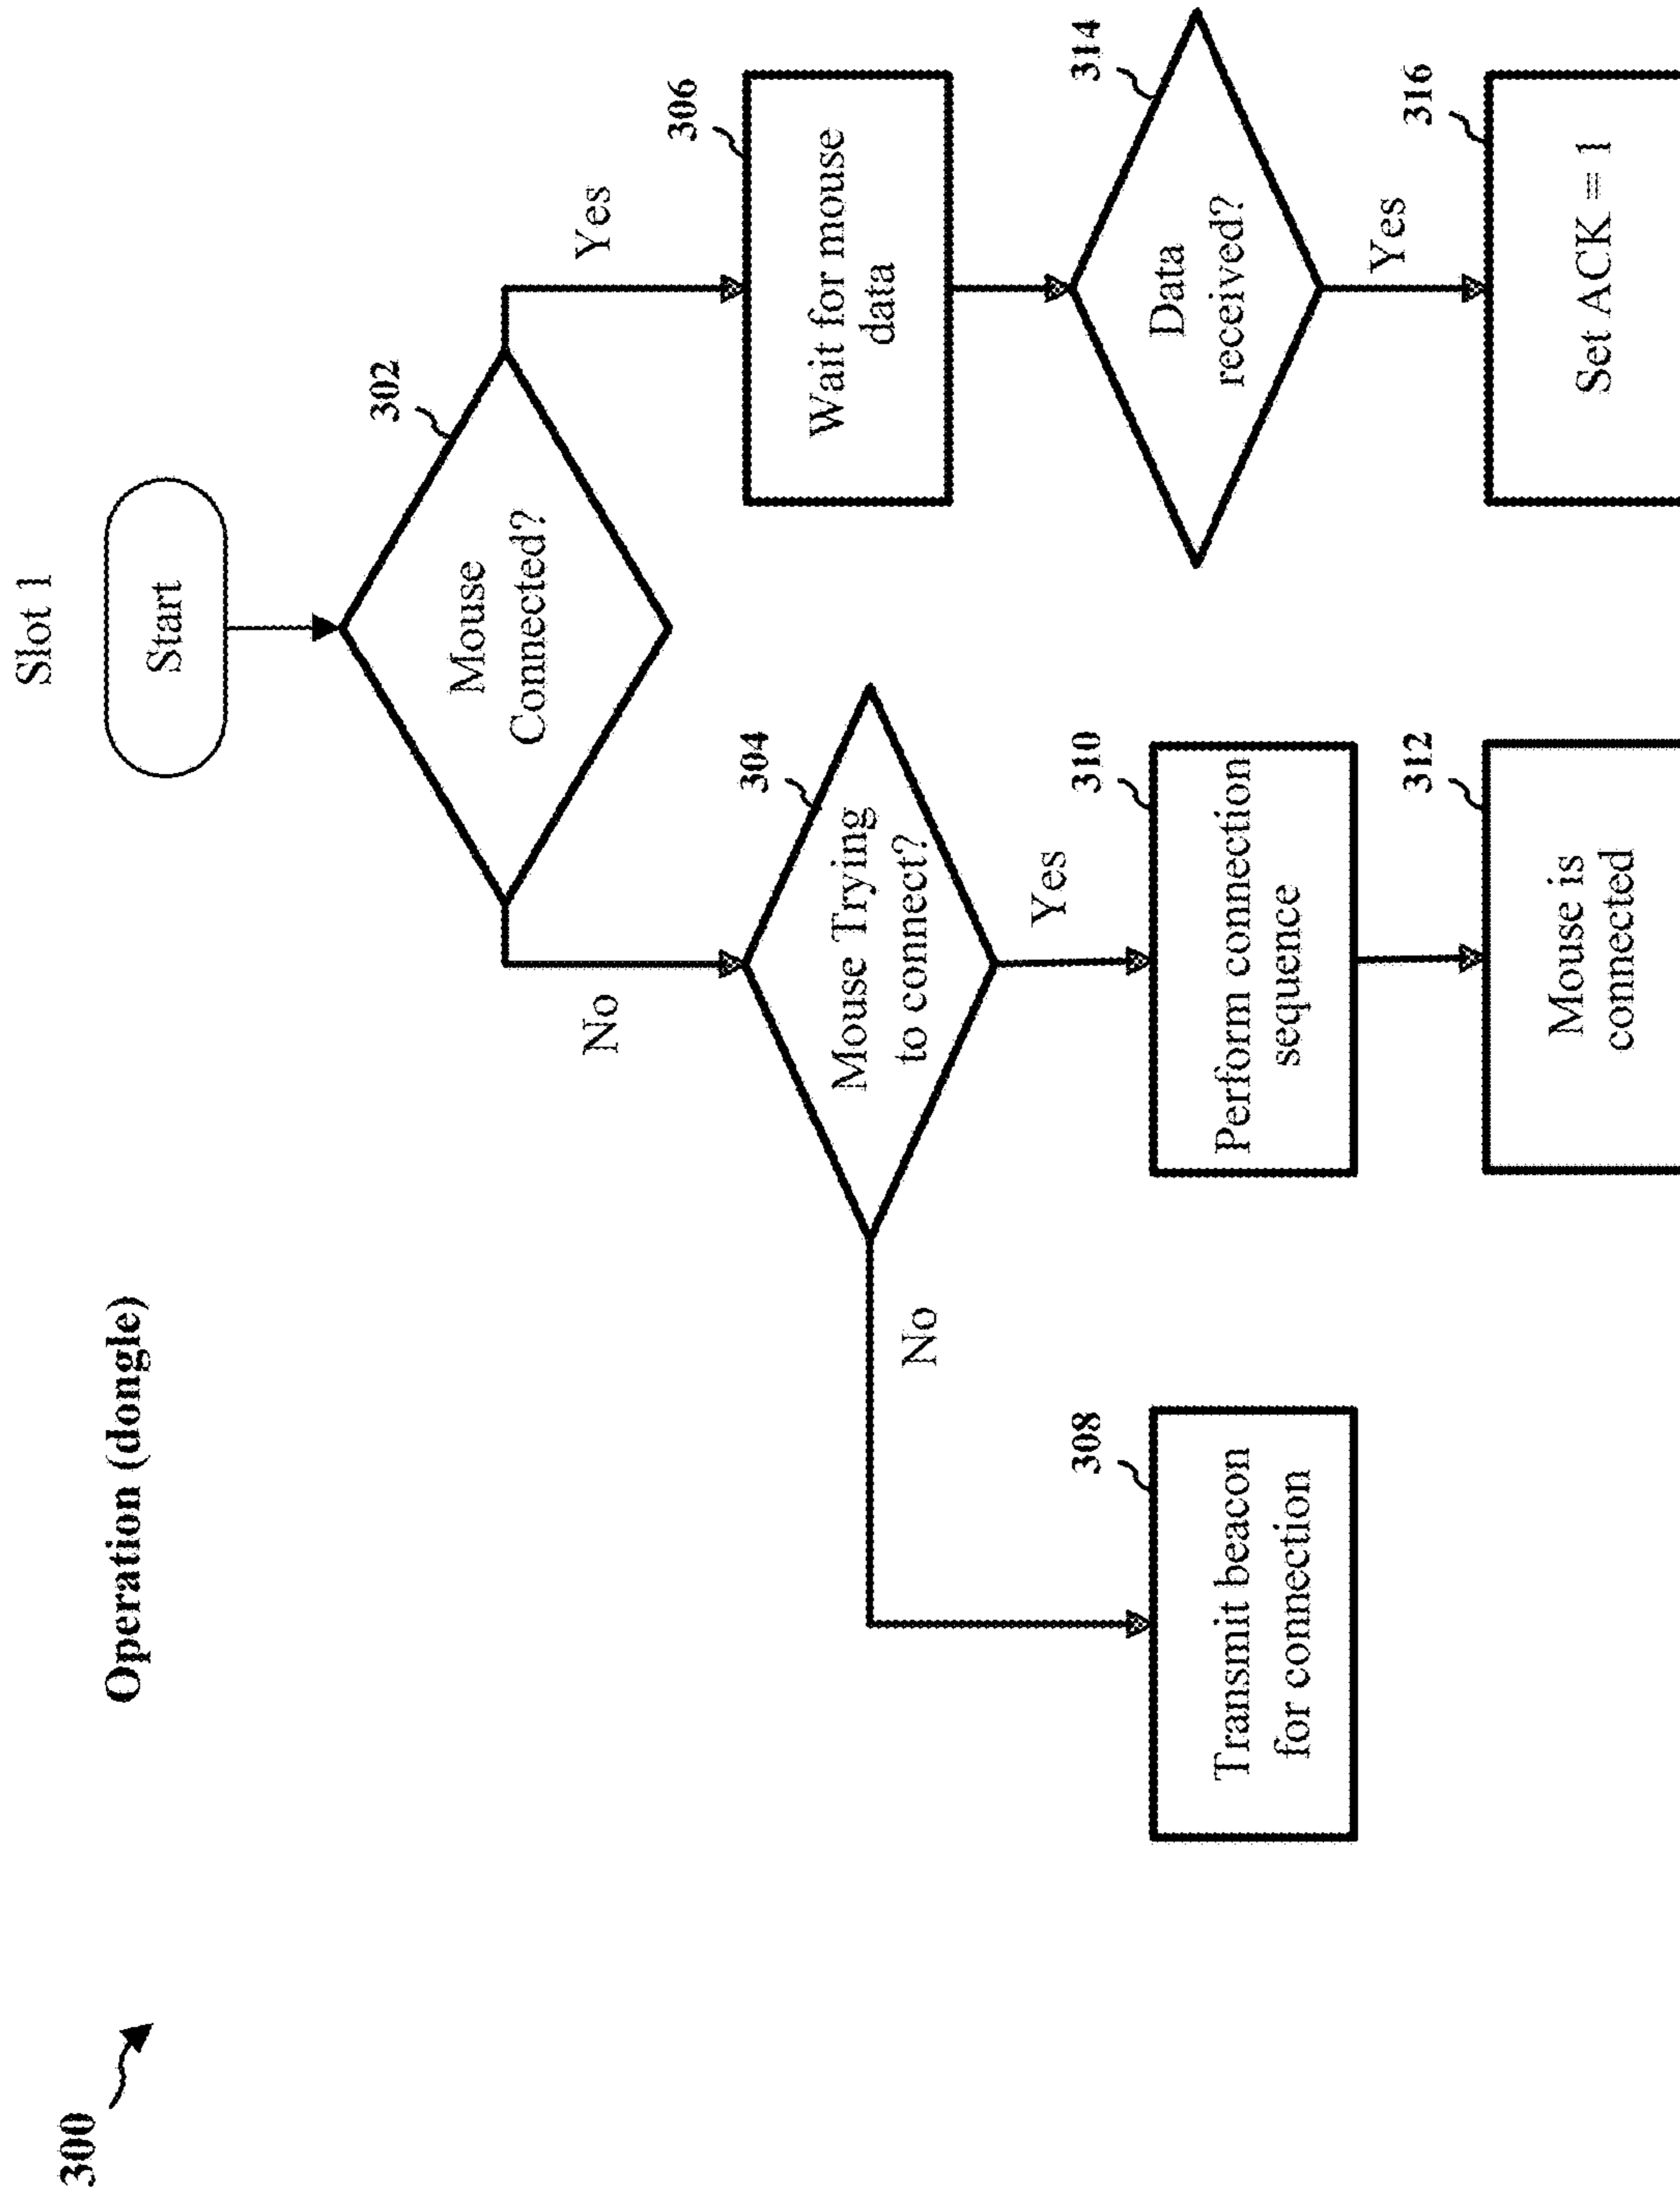 300
Operation (dongle)
Slot 1
Start
302
Mouse
Connected?
No
Yes
304
Mouse Trying
to connect?
306
Wait for mouse
data
No
Yes
308
Transmit beacon
for connection
310
Perform connection
sequence
314
Data
received?
Yes
312
Mouse is
connected
316
Set ACK = 1